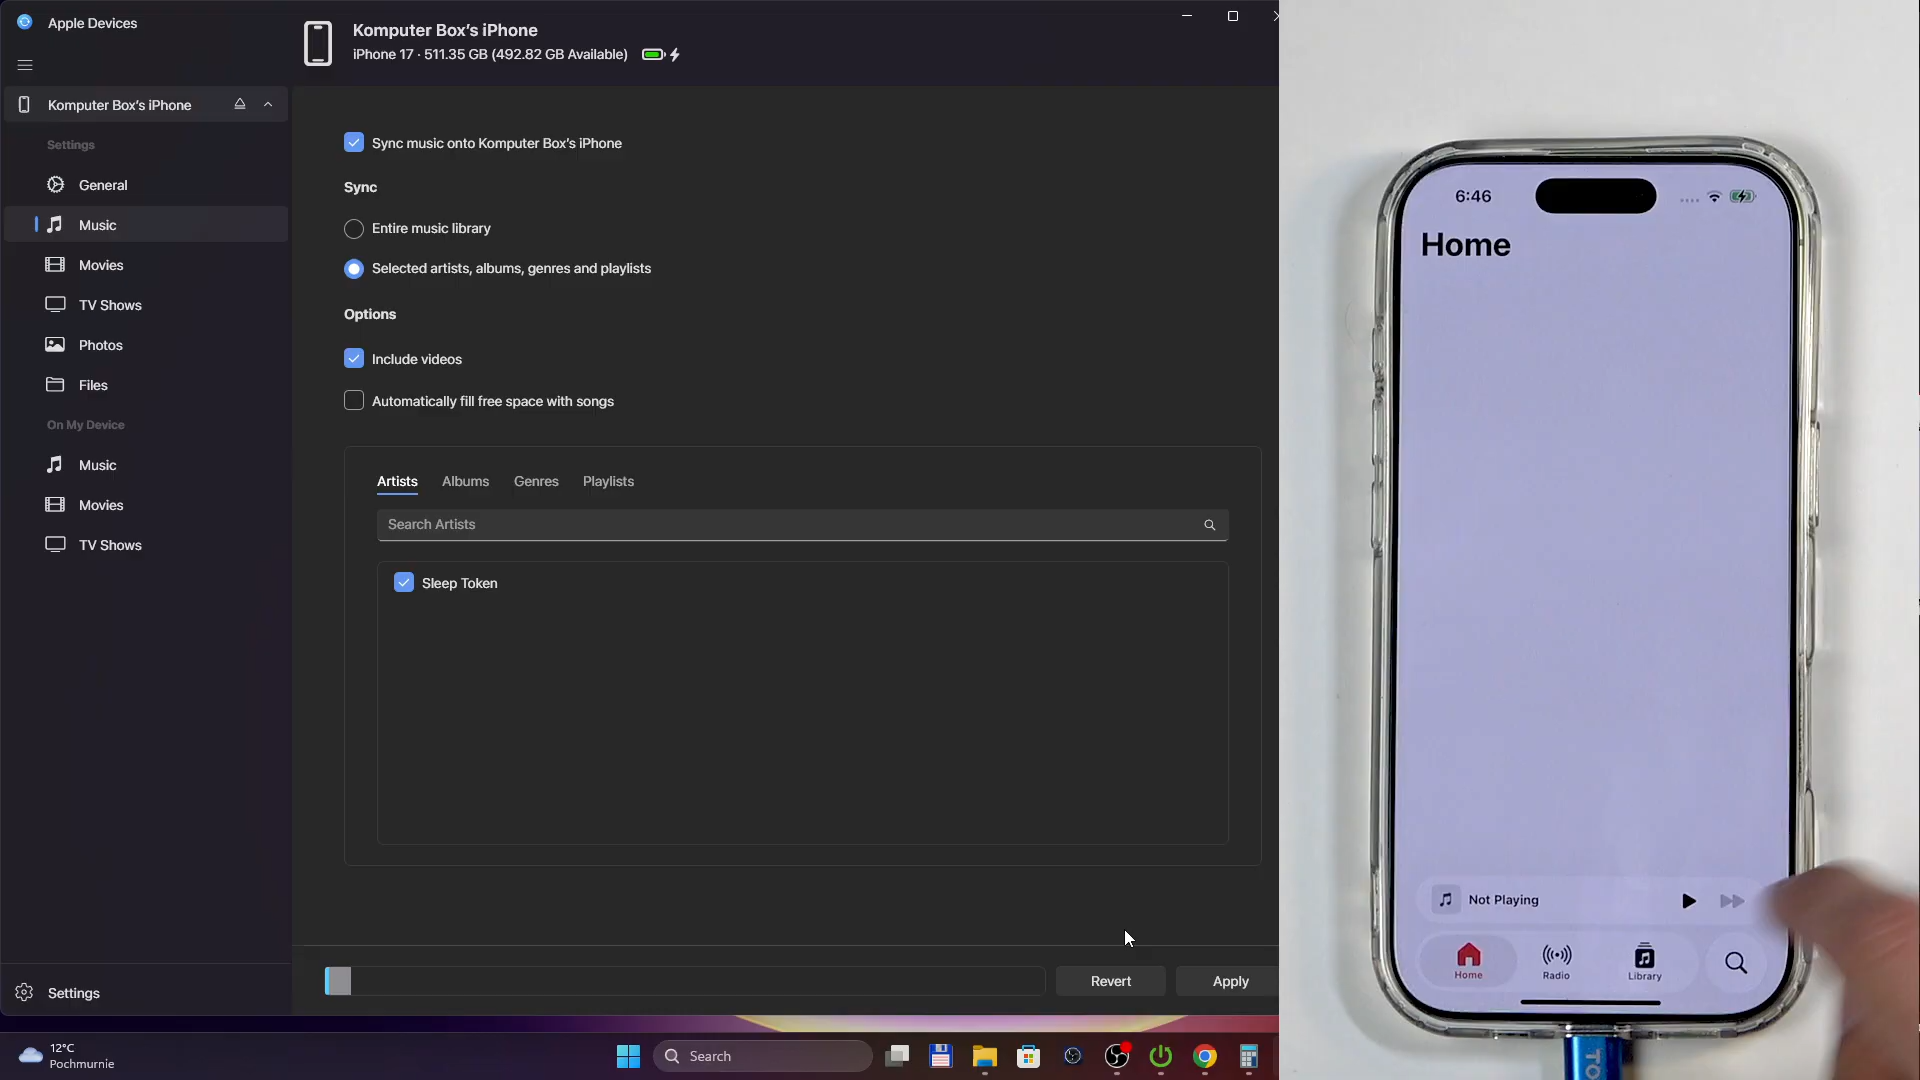 Apple Devices
Komputer Box's iPhone
iPhone 17 · 511.35 GB (492.82 GB Available)
Komputer Box's iPhone
Settings
General
Music
Movies
TV Shows
Photos
Files
On My Device
Music
Movies
TV Shows
Settings
Sync music onto Komputer Box's iPhone
Sync
Entire music library
Selected artists, albums, genres and playlists
Options
Include videos
Automatically fill free space with songs
Artists Albums Genres Playlists
Search Artists
Sleep Token
Revert Apply
12°C
Pochmurnie
Search
6:46
Home
Not Playing
Home Radio Library
TO